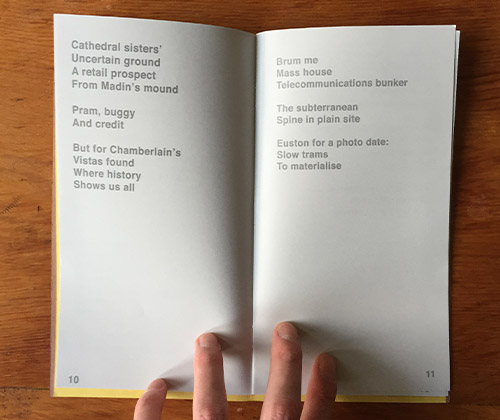 Cathedral sisters’
Uncertain ground
A retail prospect
From Madin’s mound
Pram, buggy
And credit
But for Chamberlain’s
Vistas found
Where history
Shows us all
10
Brum me
Mass house
Telecommunications bunker
The subterranean
Spine in plain site
Euston for a photo date:
Slow trams
To materialise
11